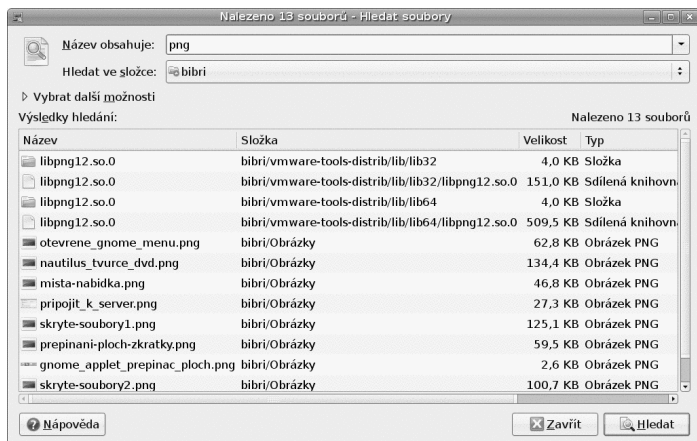 Nalezeno 13 souborů - Hledat soubory
Název obsahuje: png
Hledat ve složce: bibri
Vybrat další možnosti
Výsledky hledání: Nalezeno 13 souborů
Název Složka Velikost Typ
libpng12.so.0 bibri/vmware-tools-distrib/lib/lib32 4,0 KB Složka
libpng12.so.0 bibri/vmware-tools-distrib/lib/lib32/libpng12.so.0 151,0 KB Sdílená knihovn
libpng12.so.0 bibri/vmware-tools-distrib/lib/lib64 4,0 KB Složka
libpng12.so.0 bibri/vmware-tools-distrib/lib/lib64/libpng12.so.0 509,5 KB Sdílená knihovn
otevrene_gnome_menu.png bibri/Obrázky 62,8 KB Obrázek PNG
nautilus_tvurce_dvd.png bibri/Obrázky 134,4 KB Obrázek PNG
mista-nabidka.png bibri/Obrázky 46,8 KB Obrázek PNG
pripojit_k_server.png bibri/Obrázky 27,3 KB Obrázek PNG
skryte-soubory1.png bibri/Obrázky 125,1 KB Obrázek PNG
prepinani-ploch-zkratky.png bibri/Obrázky 59,5 KB Obrázek PNG
gnome_applet_prepinac_ploch.png bibri/Obrázky 2,6 KB Obrázek PNG
skryte-soubory2.png bibri/Obrázky 100,7 KB Obrázek PNG
Nápověda Zavřít Hledat